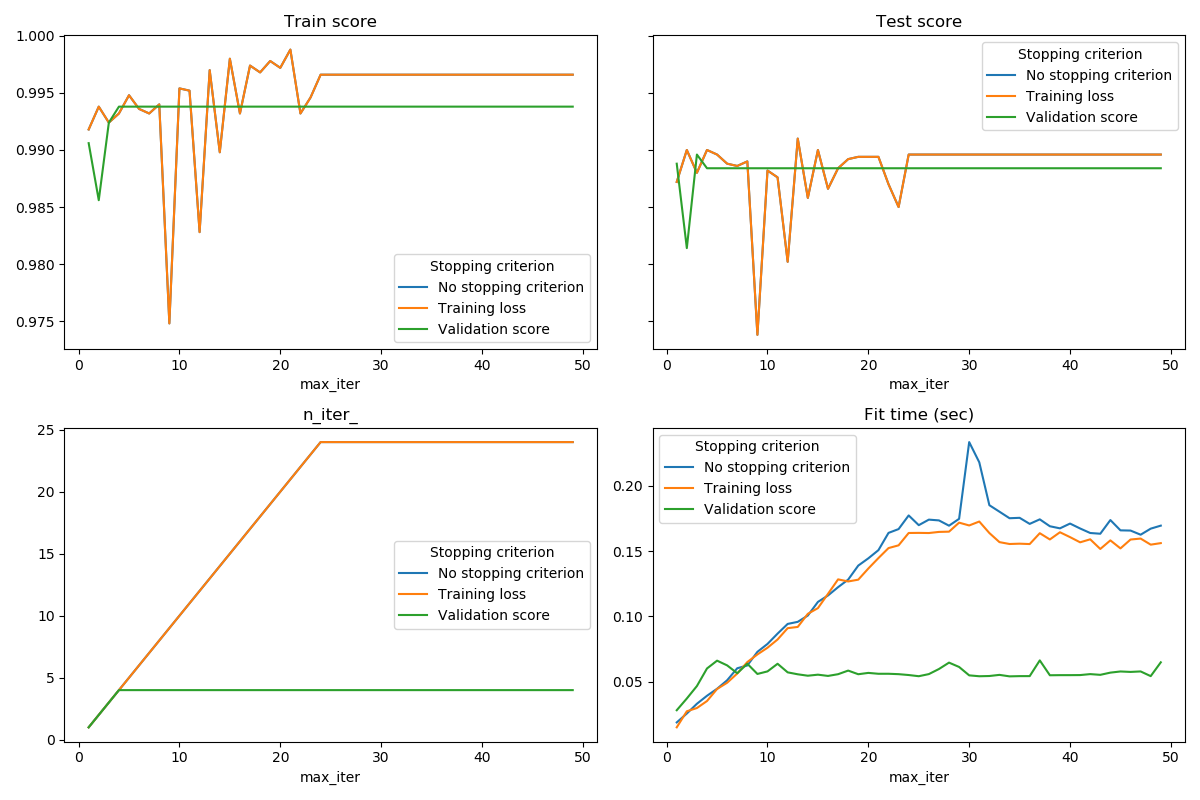 Train score
1.000
0.995
0.990
0.985
0.980
0.975
Stopping criterion
No stopping criterion
Training loss
Validation score
0 10 20 30 40 50
max_iter
Test score
Stopping criterion
No stopping criterion
Training loss
Validation score
0 10 20 30 40 50
max_iter
n_iter_
25
20
15
10
5
0
Stopping criterion
No stopping criterion
Training loss
Validation score
0 10 20 30 40 50
max_iter
Fit time (sec)
Stopping criterion
No stopping criterion
Training loss
Validation score
0.20
0.15
0.10
0.05
0 10 20 30 40 50
max_iter